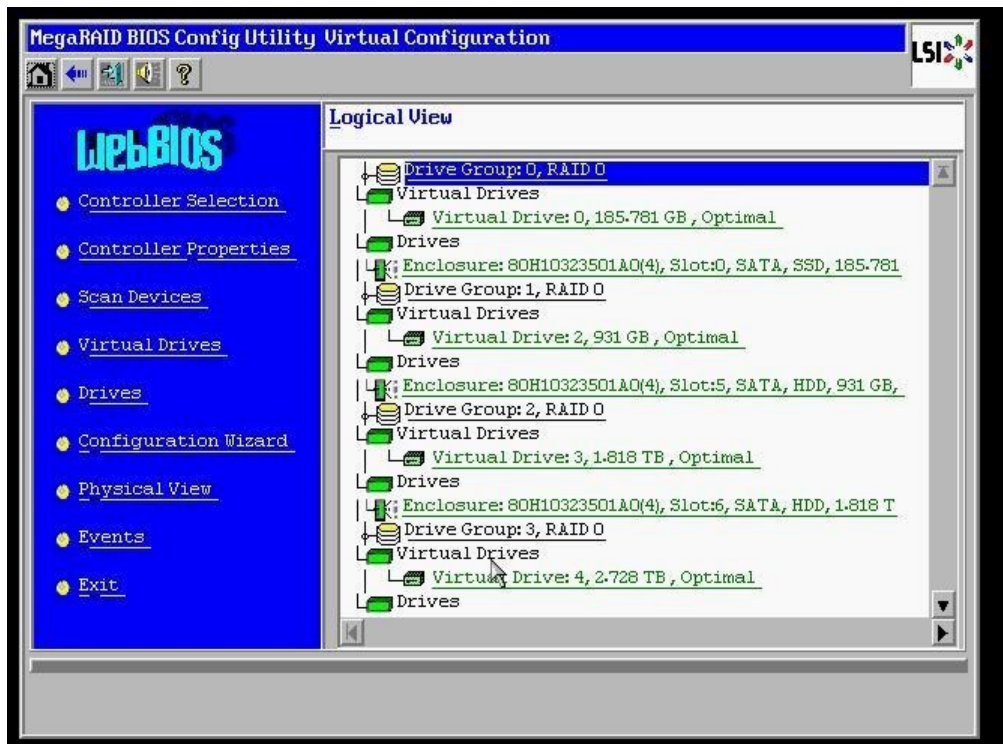 MegaRAID BIOS Config Utility Virtual Configuration
LSI
?
WebBIOS
Controller Selection
Controller Properties
Scan Devices
Virtual Drives
Drives
Configuration Wizard
Physical View
Events
Exit
Logical View
Drive Group: 0, RAID 0
Virtual Drives
Virtual Drive: 0, 185.781 GB, Optimal
Drives
Enclosure: 80H10323501A0(4), Slot:0, SATA, SSD, 185.781
Drive Group: 1, RAID 0
Virtual Drives
Virtual Drive: 2, 931 GB, Optimal
Drives
Enclosure: 80H10323501A0(4), Slot:5, SATA, HDD, 931 GB,
Drive Group: 2, RAID 0
Virtual Drives
Virtual Drive: 3, 1.818 TB, Optimal
Drives
Enclosure: 80H10323501A0(4), Slot:6, SATA, HDD, 1.818 T
Drive Group: 3, RAID 0
Virtual Drives
Virtual Drive: 4, 2.728 TB, Optimal
Drives